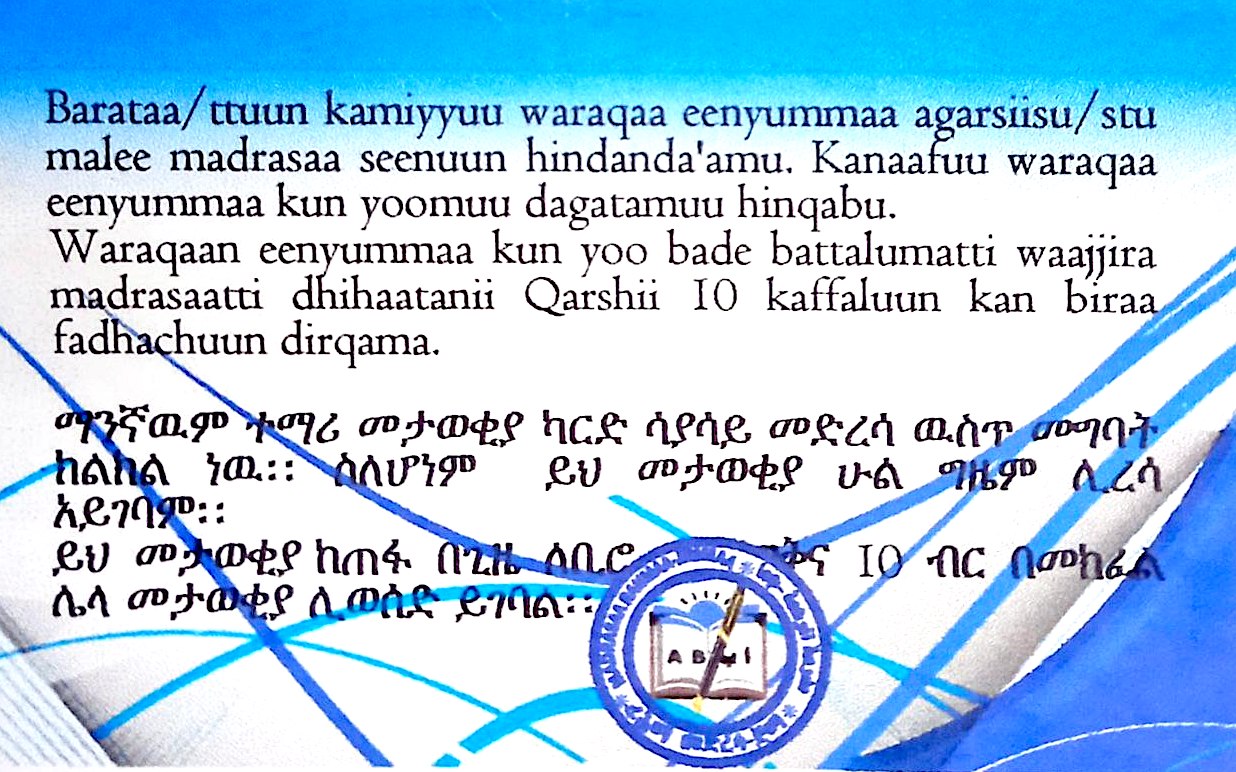 Barataa/ttuun kamiyyuu waraqaa eenyummaa agarsiisu/stu
malee madrasaa seenuun hindanda'amu. Kanaafuu waraqaa
eenyummaa kun yoomuu dagatamuu hinqabu.
Waraqaan eenyummaa kun yoo bade battalumatti waajjira
madrasaatti dhihaatanii Qarshii 10 kaffaluun kan biraa
fadhachuun dirqama.
ማንኛዉም ተማሪ መታወቂያ ካርድ ሳያሳይ መድረሳ ዉስጥ መግባት
ክልክል ነዉ፡፡ ስለሆነም ይህ መታወቂያ ሁል ግዜም ሊረሳ
አይገባም፡፡
ይህ መታወቂያ ከጠፋ በጊዜ ለቢሮ 10 ብር በመክፈል
ሌላ መታወቂያ ሊ ወሰድ ይገባል፡፡
A B